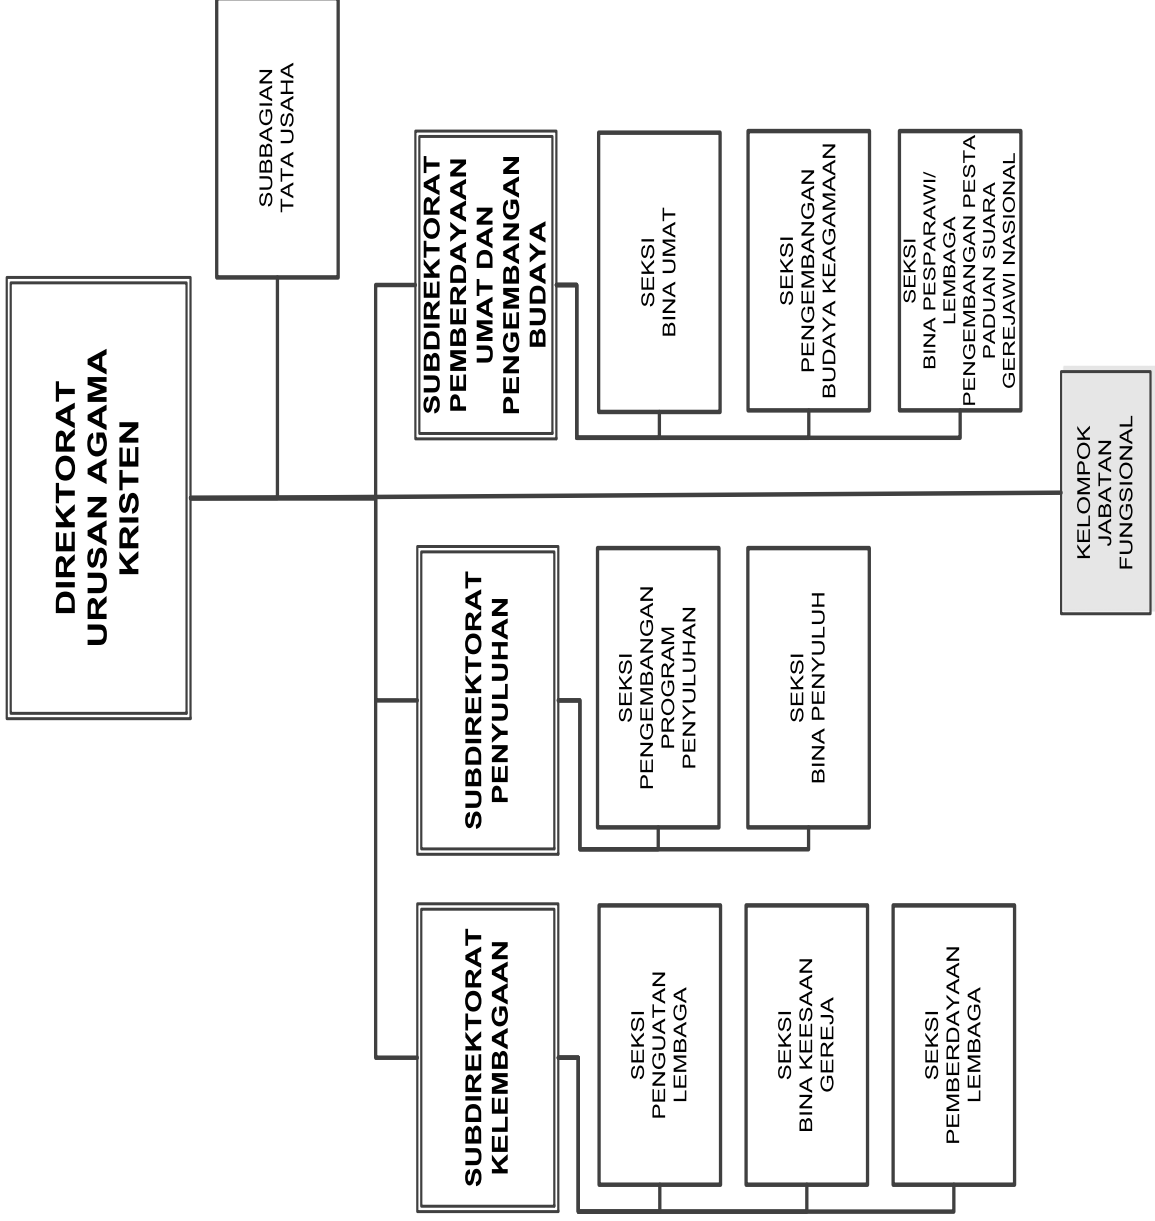 DIREKTORAT
URUSAN AGAMA
KRISTEN
SUBBAGIAN
TATA USAHA
SUBDIREKTORAT
KELEMBAGAAN
SEKSI
PENGUATAN
LEMBAGA
SEKSI
BINA KEESAAN
GEREJA
SEKSI
PEMBERDAYAAN
LEMBAGA
SUBDIREKTORAT
PENYULUHAN
SEKSI
PENGEMBANGAN
PROGRAM
PENYULUHAN
SEKSI
BINA PENYULUH
SUBDIREKTORAT
PEMBERDAYAAN
UMAT DAN
PENGEMBANGAN
BUDAYA
SEKSI
BINA UMAT
SEKSI
PENGEMBANGAN
BUDAYA KEAGAMAAN
SEKSI
BINA PESPARAWI/
LEMBAGA
PENGEMBANGAN PESTA
PADUAN SUARA
GEREJAWI NASIONAL
KELOMPOK
JABATAN
FUNGSIONAL